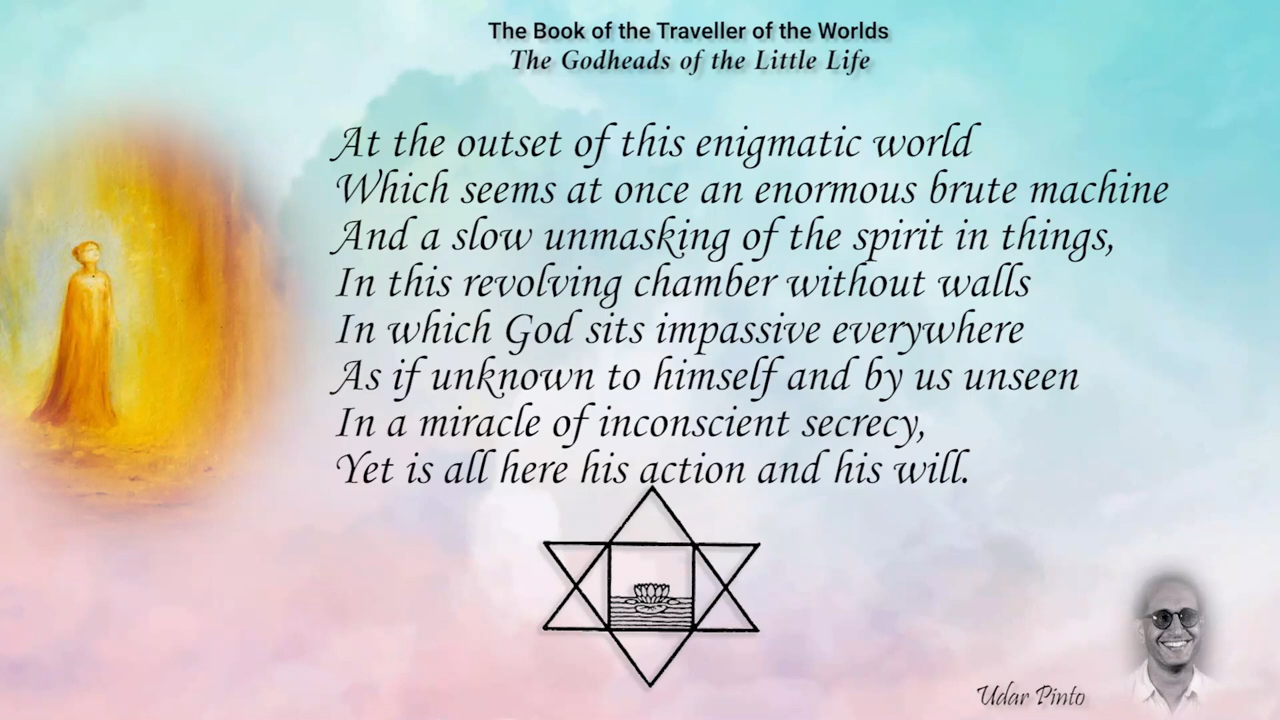 The Book of the Traveller of the Worlds
The Godheads of the Little Life
At the outset of this enigmatic world
Which seems at once an enormous brute machine
And a slow unmasking of the spirit in things,
In this revolving chamber without walls
In which God sits impassive everywhere
As if unknown to himself and by us unseen
In a miracle of inconscient secrecy,
Yet is all here his action and his will.
Udar Pinto